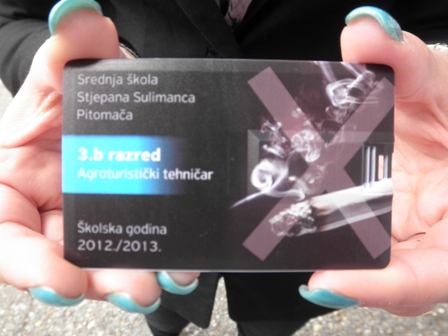 Srednja škola
Stjepana Sulimanca
Pitomača
3.b razred
Agroturistički tehničar
Školska godina
2012./2013.